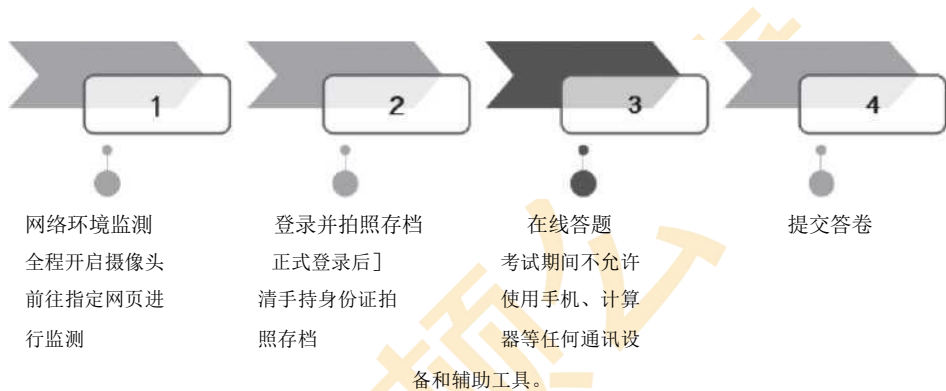 1
2
3
4
网络环境监测
登录并拍照存档
在线答题
提交答卷
全程开启摄像头
正式登录后]
考试期间不允许
前往指定网页进
清手持身份证拍
使用手机、计算
行监测
照存档
器等任何通讯设
备和辅助工具。